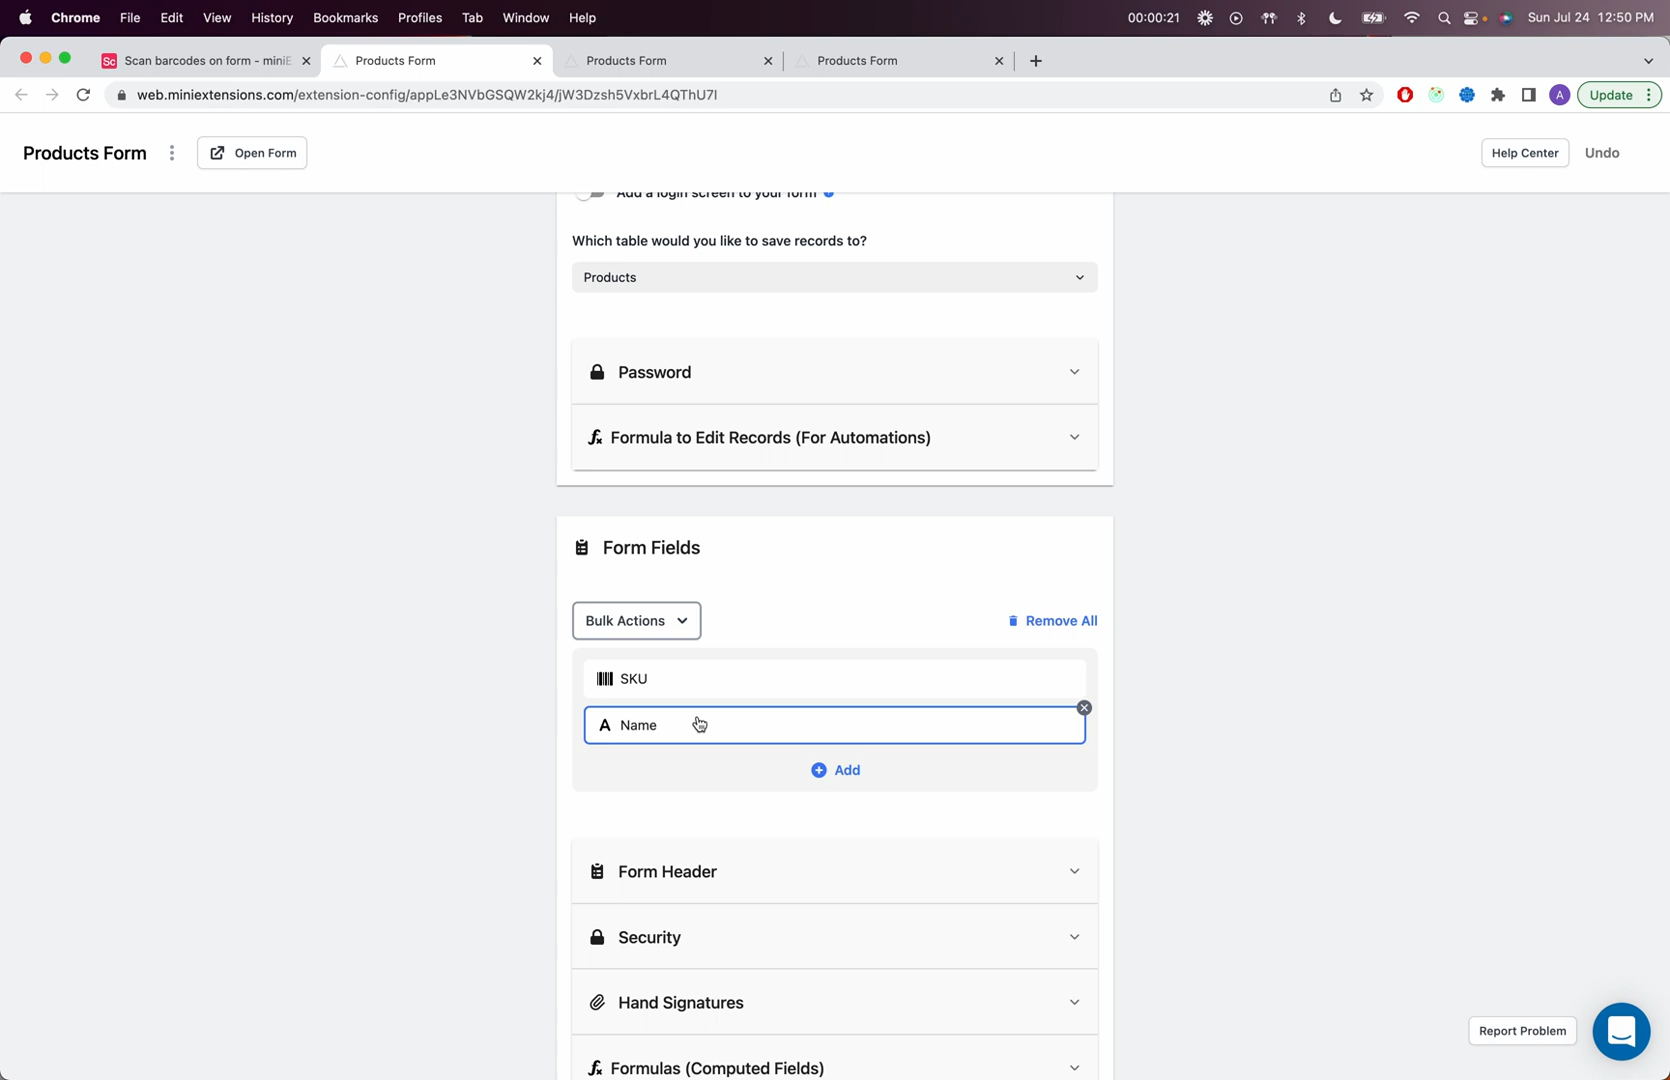 Chrome File Edit View History Bookmarks Profiles Tab Window Help 00:00:21 Sun Jul 24 12:50 PM
Sc Scan barcodes on form - miniE Products Form Products Form Products Form
web.miniextensions.com/extension-config/appLe3NVbGSQW2kj4/jW3Dzsh5VxbrL4QThU7I A Update
Products Form Open Form Help Center Undo
Add a login screen to your form
Which table would you like to save records to?
Products
Password
Formula to Edit Records (For Automations)
Form Fields
Bulk Actions Remove All
SKU
A Name
Add
Form Header
Security
Hand Signatures
Report Problem
Formulas (Computed Fields)